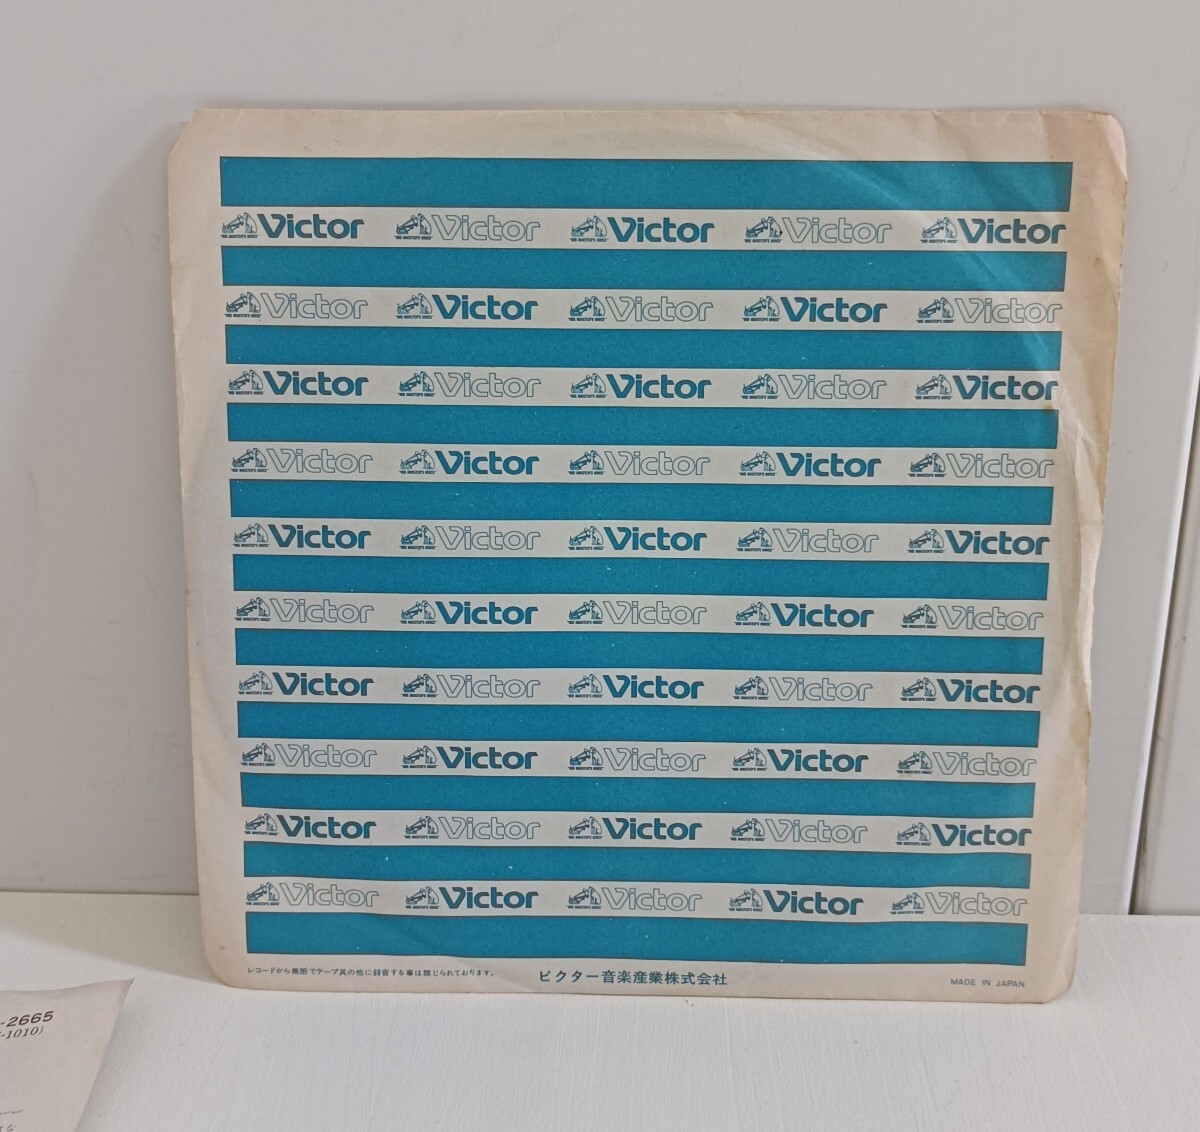 Victor Victor Victor Victor Victor
Victor Victor Victor Victor Victor
Victor Victor Victor Victor Victor
Victor Victor Victor Victor Victor
Victor Victor Victor Victor Victor
Victor Victor Victor Victor Victor
Victor Victor Victor Victor Victor
Victor Victor Victor Victor Victor
Victor Victor Victor Victor Victor
Victor Victor Victor Victor Victor
レコードから無断でテープ其の他に録音する事は禁じられております。 ビクター音楽産業株式会社 MADE IN JAPAN
-2665
-1010)